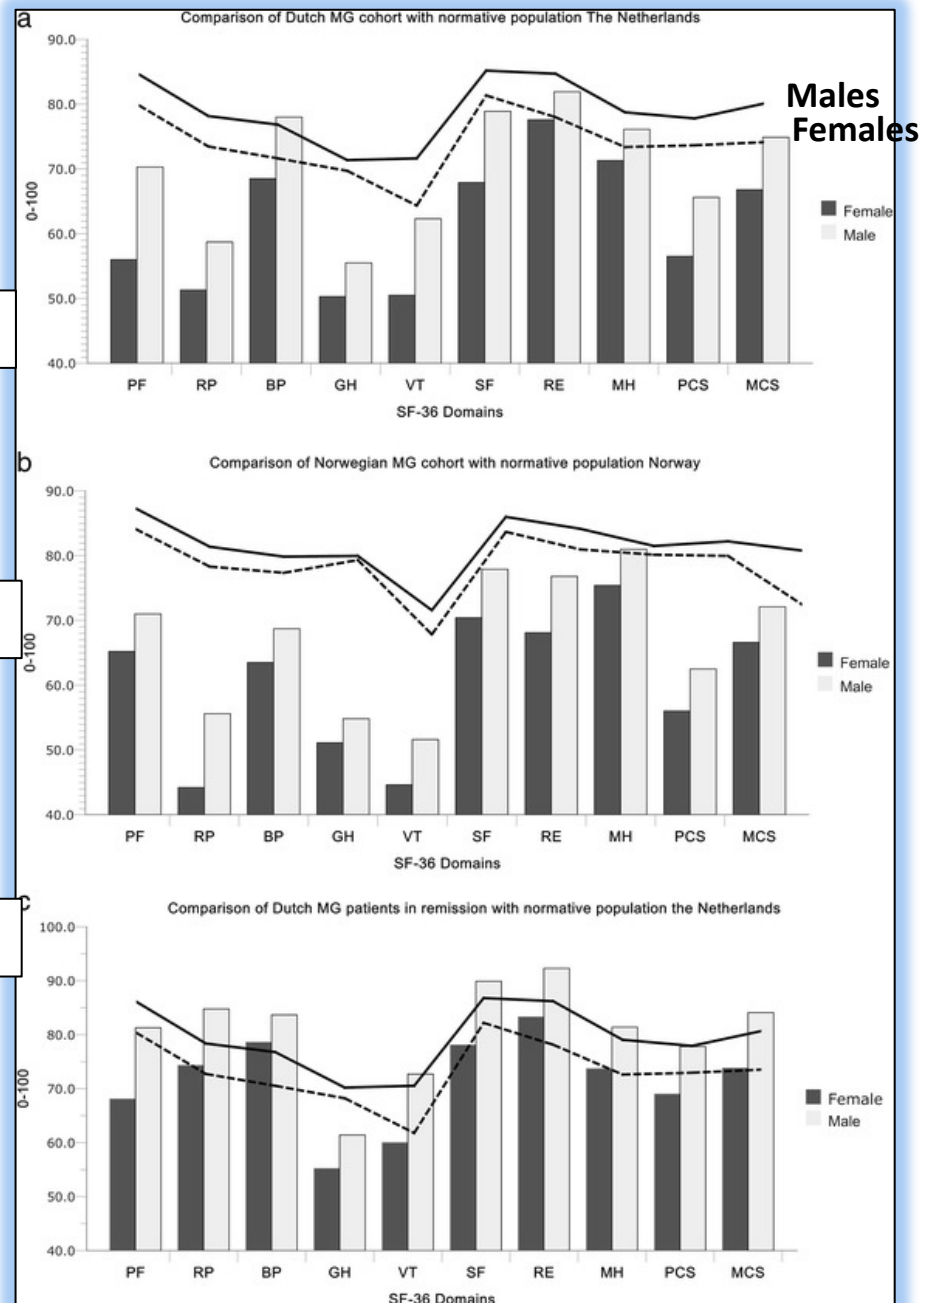 a
Comparison of Dutch MG cohort with normative population The Netherlands
90.0
80.0
70.0
60.0
50.0
40.0
0-100
Males
Females
Female
Male
PF RP BP GH VT SF RE MH PCS MCS
SF-36 Domains
b
Comparison of Norwegian MG cohort with normative population Norway
90.0
80.0
70.0
60.0
50.0
40.0
0-100
Female
Male
PF RP BP GH VT SF RE MH PCS MCS
SF-36 Domains
c
Comparison of Dutch MG patients in remission with normative population the Netherlands
100.0
90.0
80.0
70.0
60.0
50.0
40.0
0-100
Female
Male
PF RP BP GH VT SF RE MH PCS MCS
SF-36 Domains